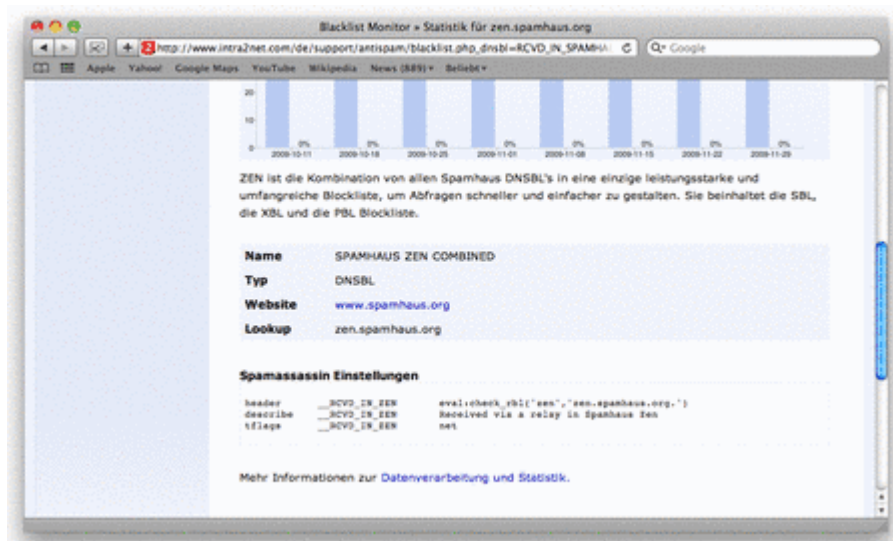 Blacklist Monitor » Statistik für zen.spamhaus.org
http://www.intra2net.com/de/support/antispam/blacklist.php_dnsbl=RCVD_IN_SPAMHA
Google
Apple Yahoo! Google Maps YouTube Wikipedia News (889) Beliebt
20
10
0
0% 0% 0% 0% 0% 0% 0% 0%
2009-10-11 2009-10-18 2009-10-25 2009-11-01 2009-11-08 2009-11-15 2009-11-22 2009-11-29
ZEN ist die Kombination von allen Spamhaus DNSBL's in eine einzige leistungsstarke und
umfangreiche Blockliste, um Abfragen schneller und einfacher zu gestalten. Sie beinhaltet die SBL,
die XBL und die PBL Blockliste.
Name SPAMHAUS ZEN COMBINED
Typ DNSBL
Website www.spamhaus.org
Lookup zen.spamhaus.org
Spamassassin Einstellungen
header __RCVD_IN_ZEN eval:check_rbl('zen','zen.spamhaus.org.')
describe __RCVD_IN_ZEN Received via a relay in Spamhaus Zen
tflags __RCVD_IN_ZEN net
Mehr Informationen zur Datenverarbeitung und Statistik.